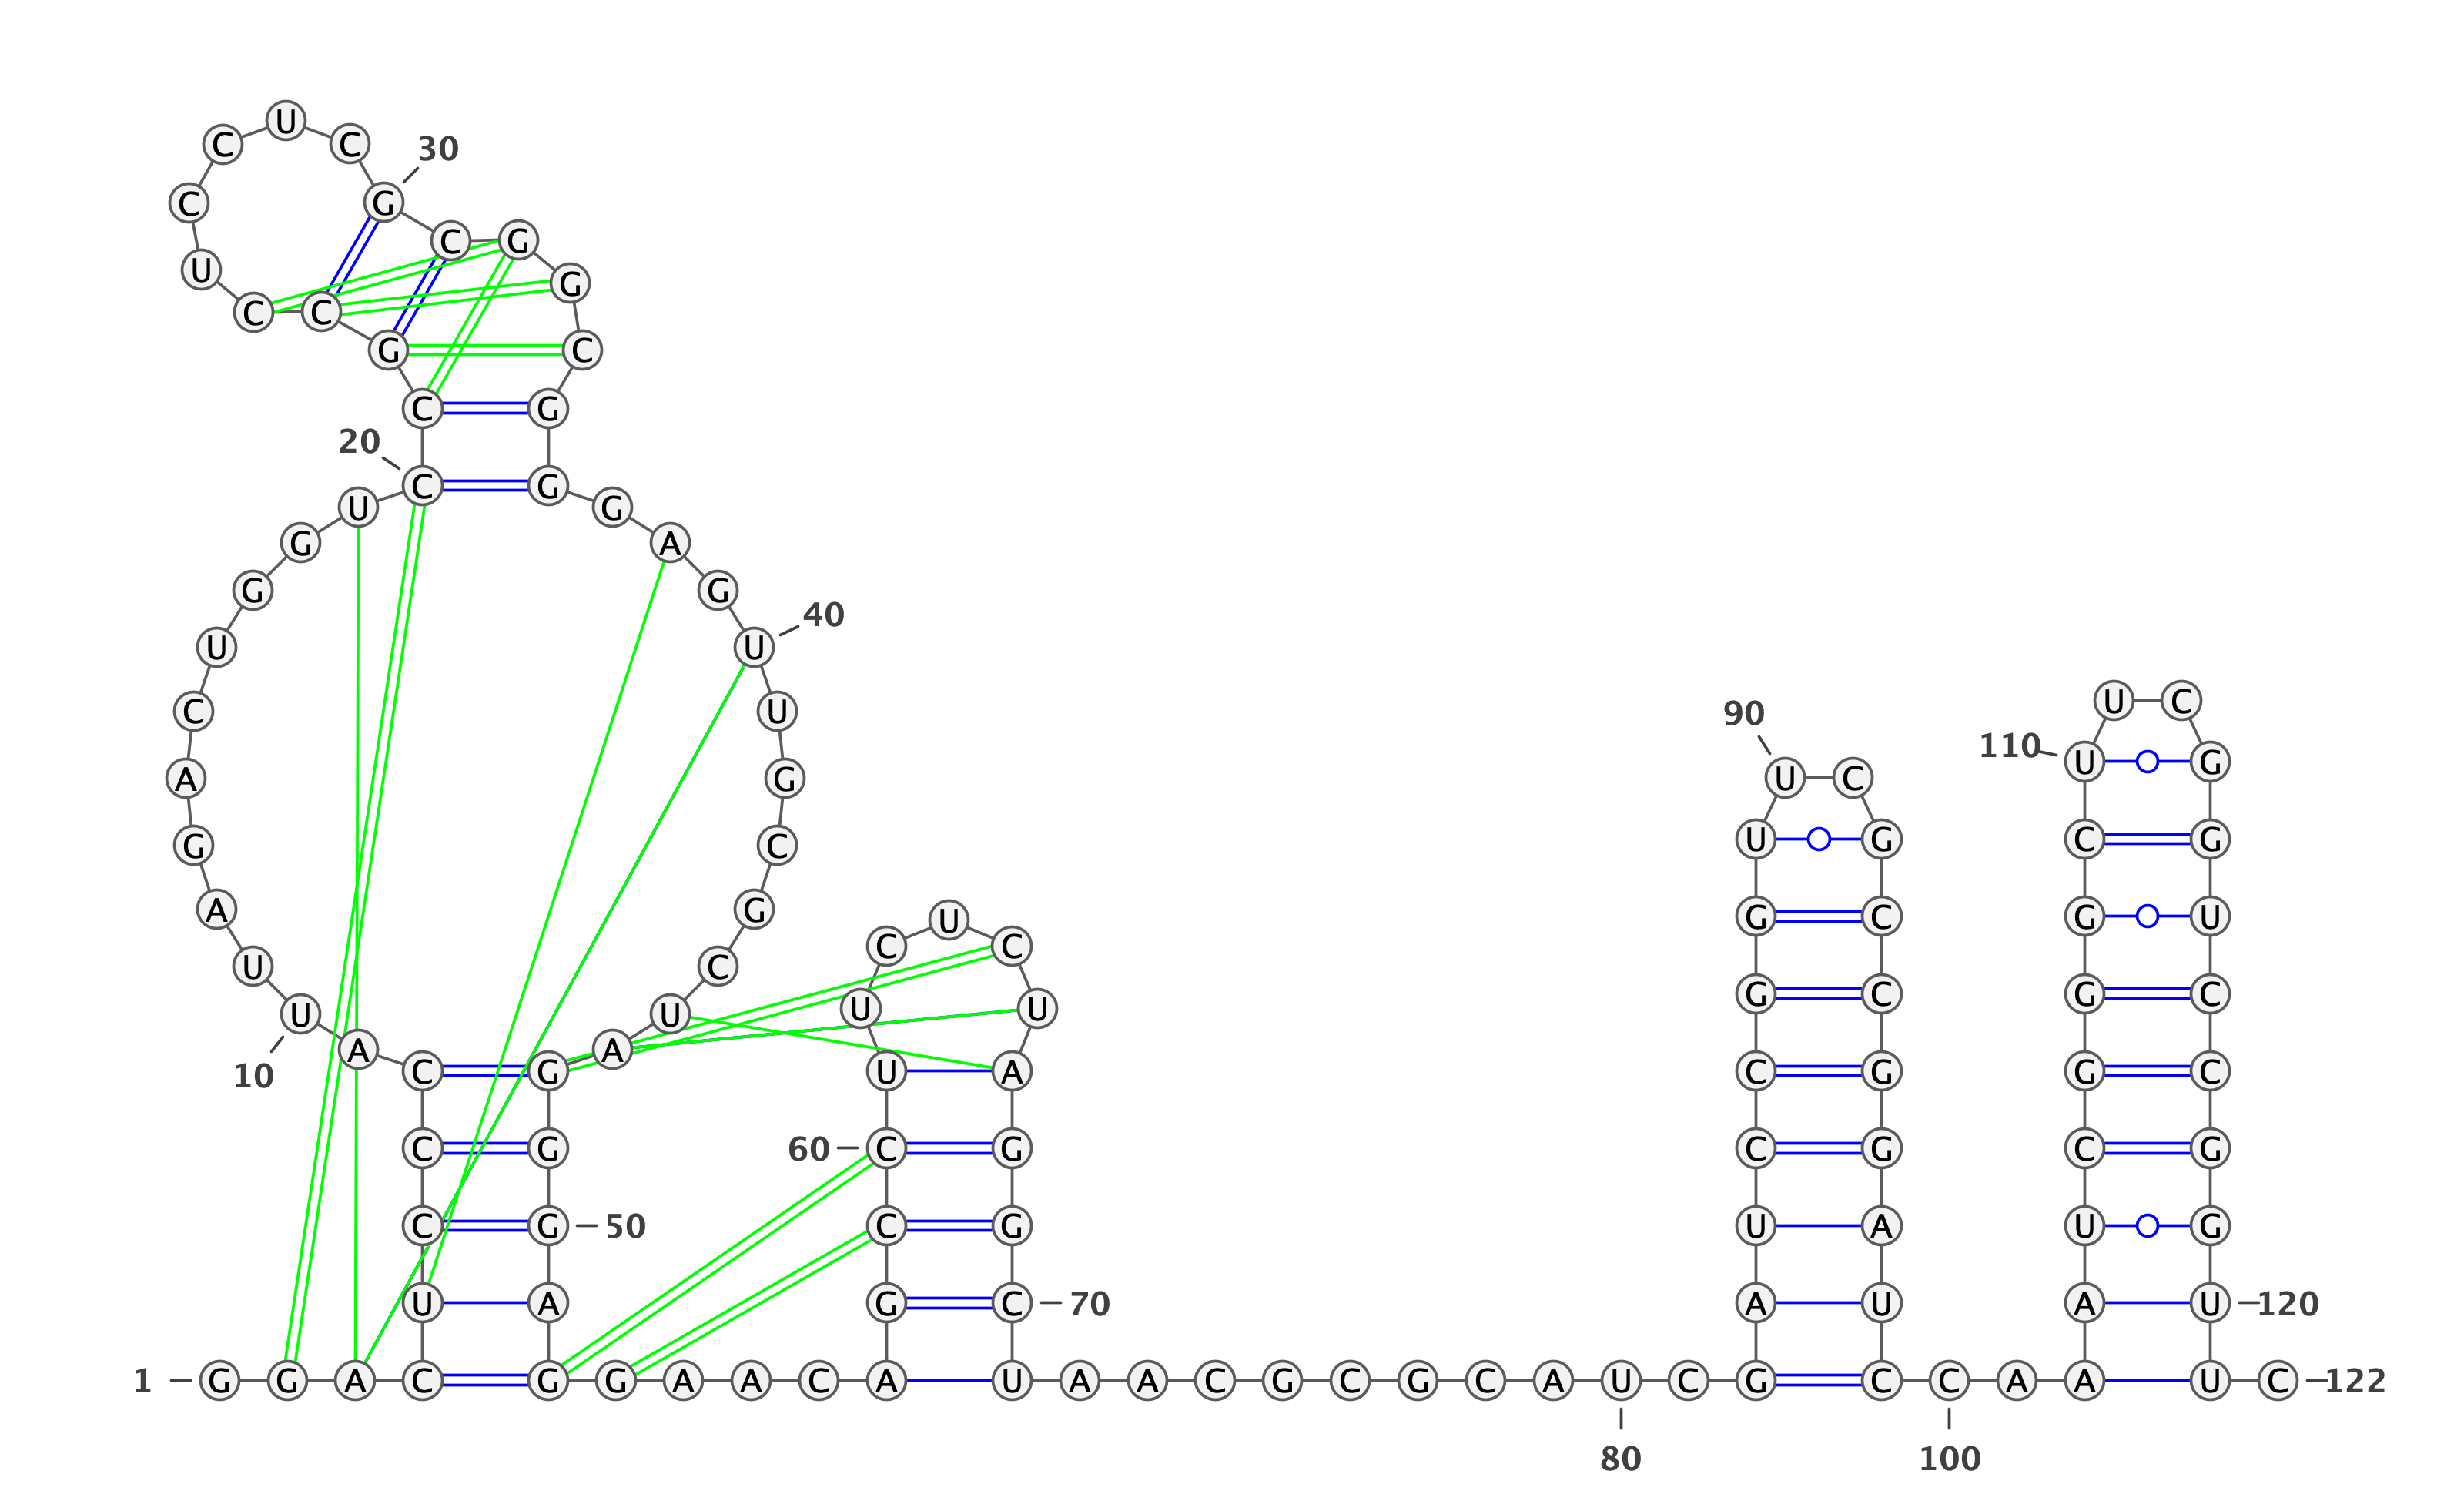 U
C C 30
C G
C G
U G
C C
G C
C G
20
C G
U G
G A
G G
40
U U
U C
C U 90
110 U G
A G U C
U G C G
G C
A G U G C G U
C C
U C
G C G C
U U
U U
A A
C G U A C G G C
10
C G 60 C G C G C G
C G 50 C G U A U G
U A G C 70 A U A U 120
1 G G A C G G A A C A U A A C G C G C A U C G C C A A U C 122
80 100